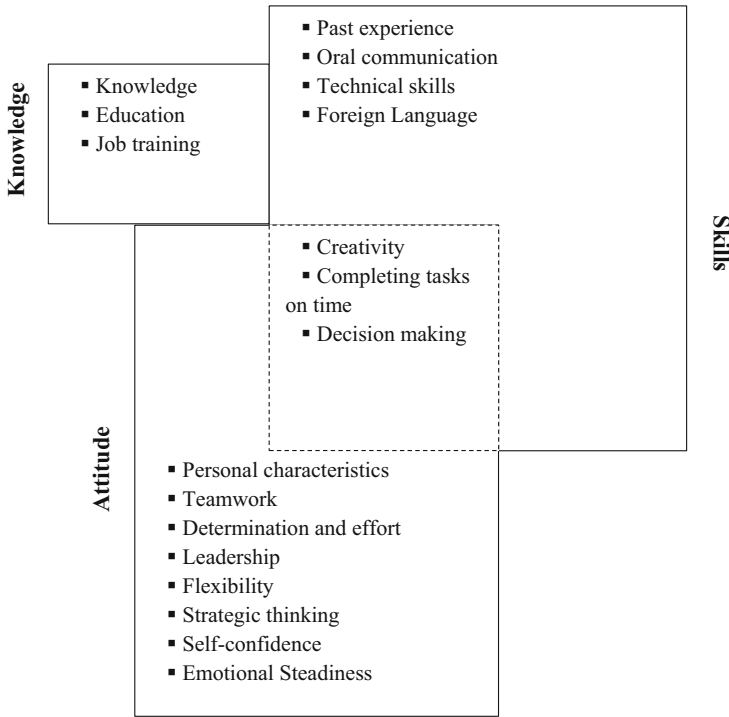 Knowledge
▪ Knowledge
▪ Education
▪ Job training
▪ Past experience
▪ Oral communication
▪ Technical skills
▪ Foreign Language
Skills
▪ Creativity
▪ Completing tasks
on time
▪ Decision making
Attitude
▪ Personal characteristics
▪ Teamwork
▪ Determination and effort
▪ Leadership
▪ Flexibility
▪ Strategic thinking
▪ Self-confidence
▪ Emotional Steadiness